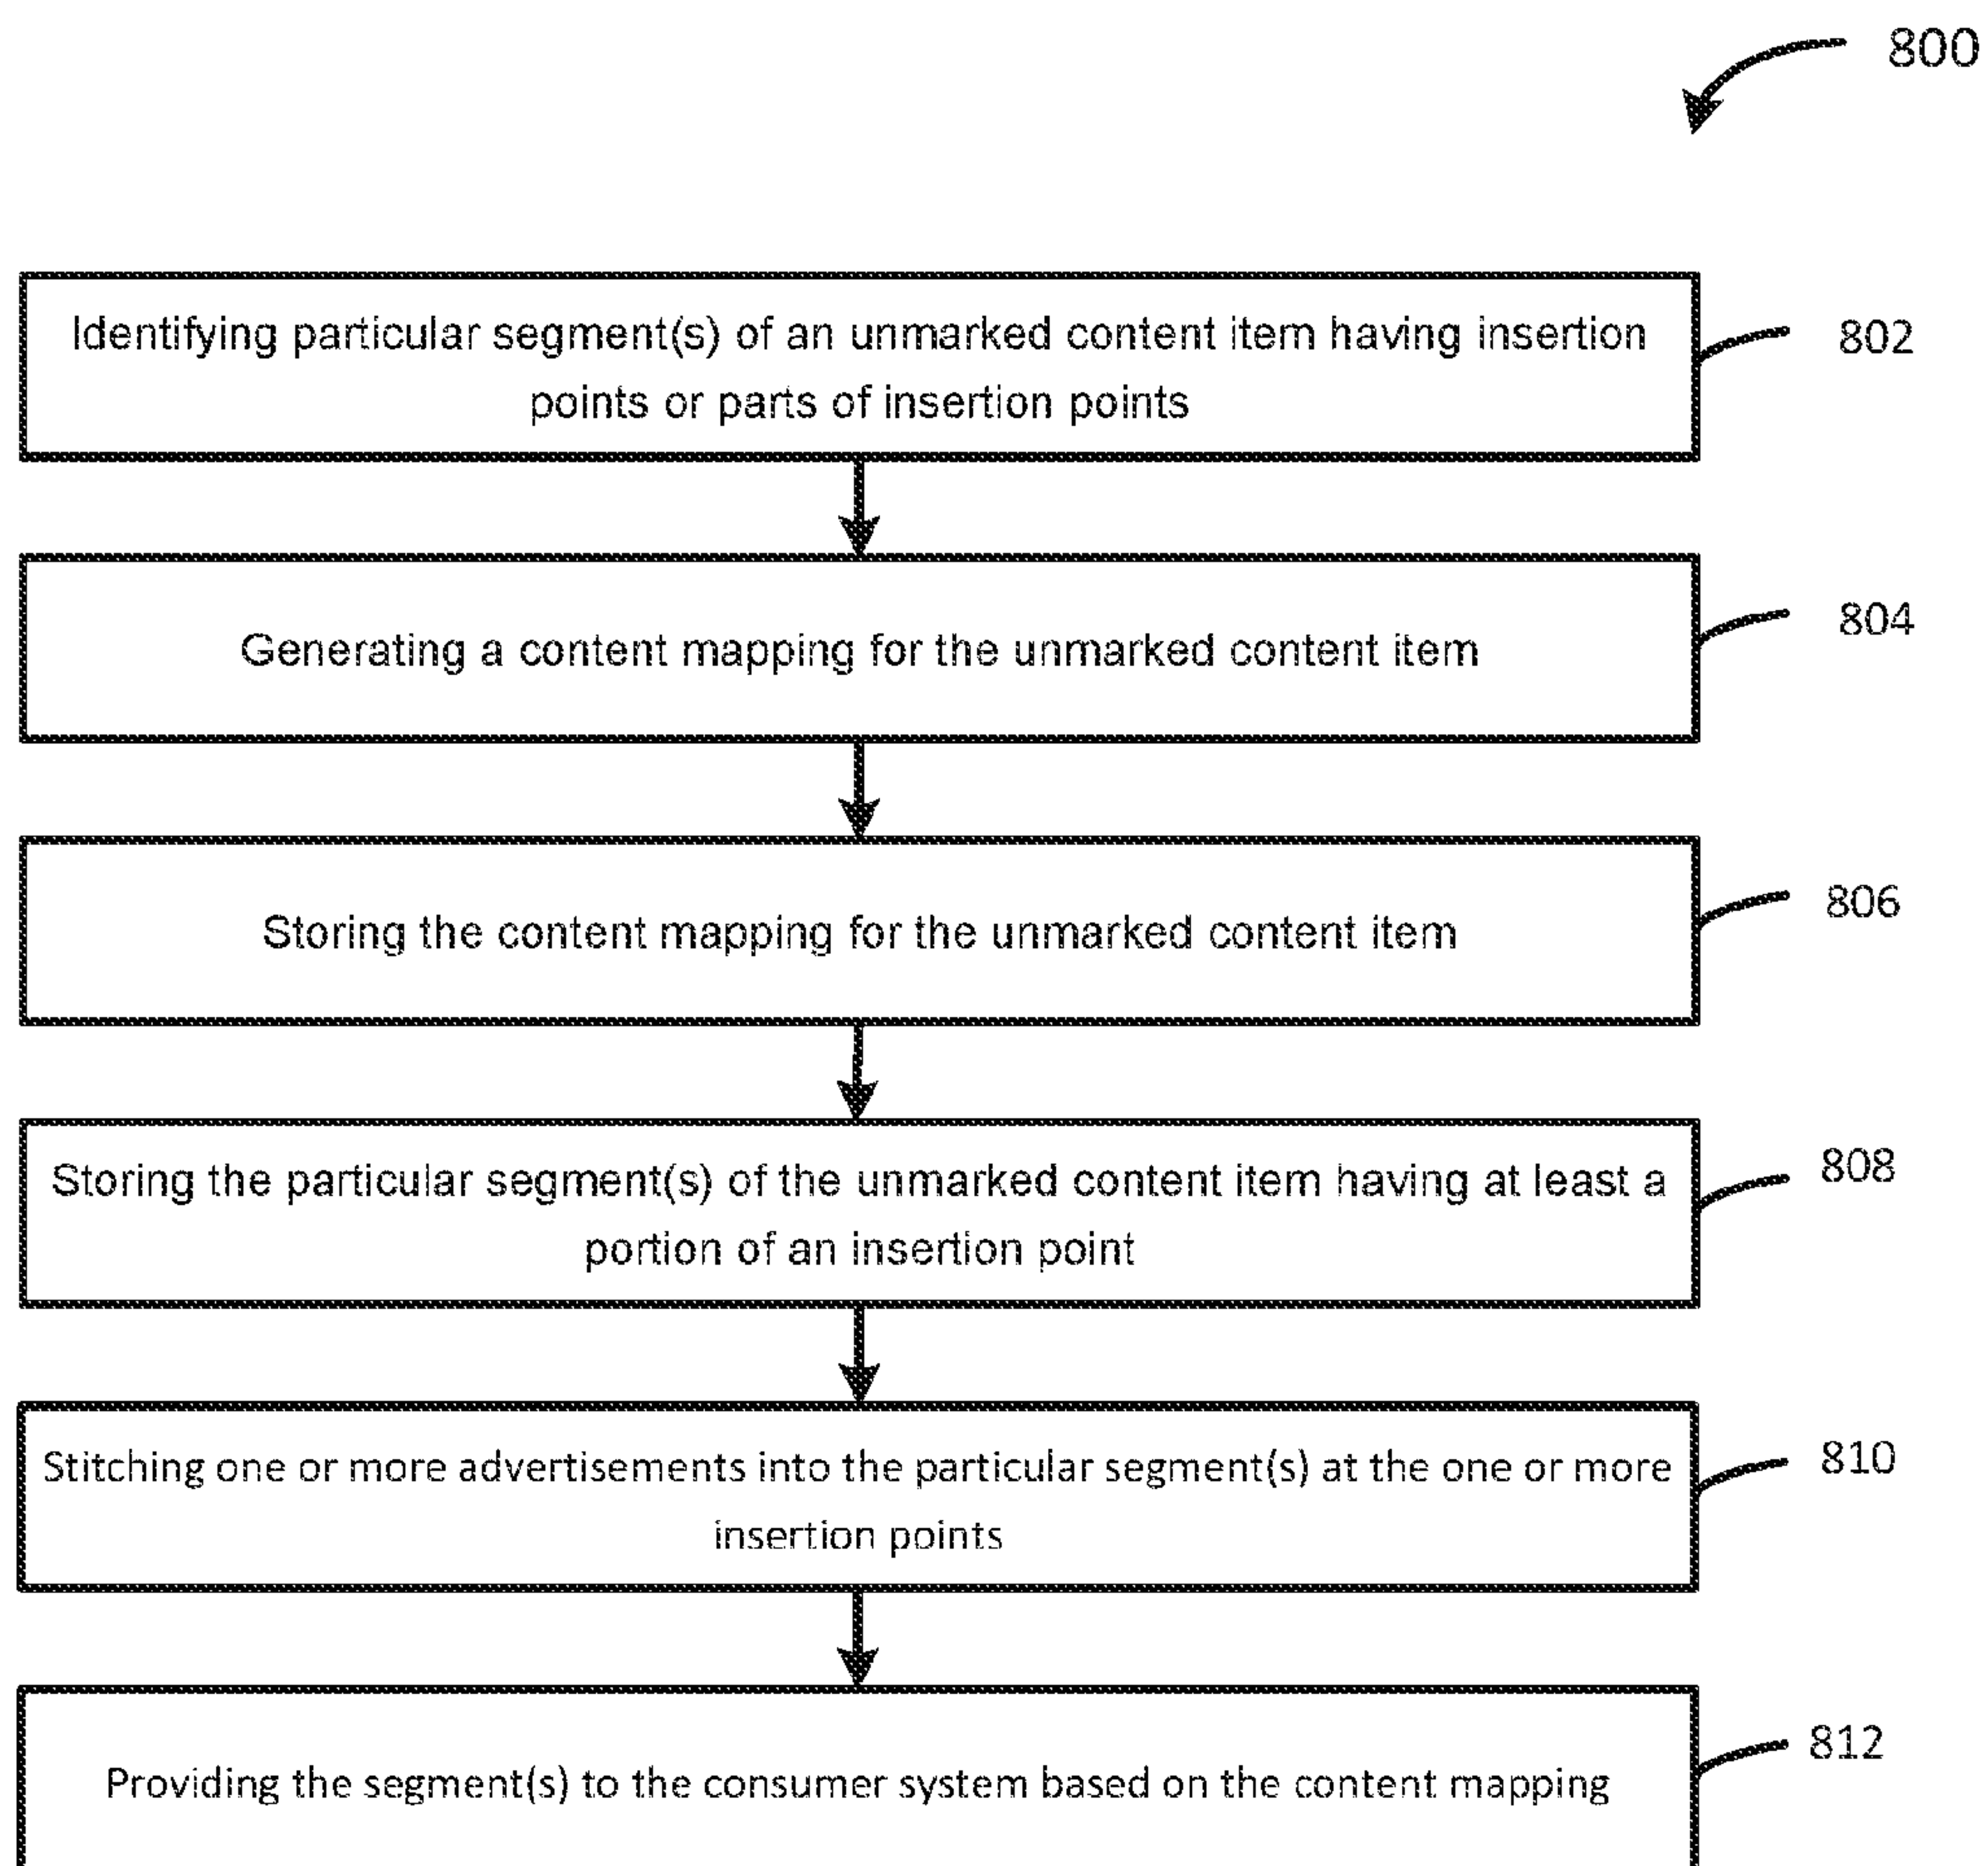 800
Identifying particular segment(s) of an unmarked content item having insertion
points or parts of insertion points
802
Generating a content mapping for the unmarked content item
804
Storing the content mapping for the unmarked content item
806
Storing the particular segment(s) of the unmarked content item having at least a
portion of an insertion point
808
Stitching one or more advertisements into the particular segment(s) at the one or more
insertion points
810
Providing the segment(s) to the consumer system based on the content mapping
812